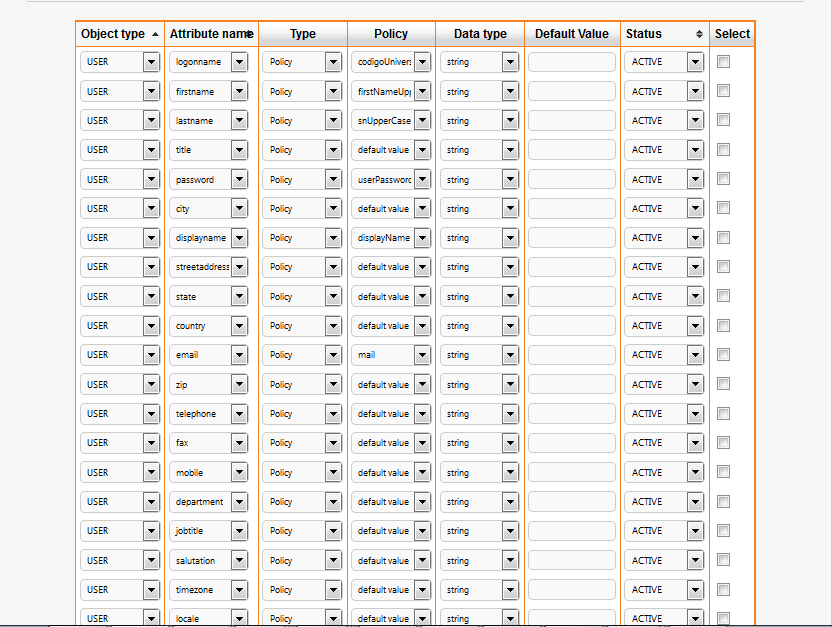 Object type Attribute name Type Policy Data type Default Value Status Select
USER logonname Policy codigoUniver string ACTIVE
USER firstname Policy firstNameUp string ACTIVE
USER lastname Policy snUpperCase string ACTIVE
USER title Policy default value string ACTIVE
USER password Policy userPassword string ACTIVE
USER city Policy default value string ACTIVE
USER displayname Policy displayName string ACTIVE
USER streetaddress Policy default value string ACTIVE
USER state Policy default value string ACTIVE
USER country Policy default value string ACTIVE
USER email Policy mail string ACTIVE
USER zip Policy default value string ACTIVE
USER telephone Policy default value string ACTIVE
USER fax Policy default value string ACTIVE
USER mobile Policy default value string ACTIVE
USER department Policy default value string ACTIVE
USER jobtitle Policy default value string ACTIVE
USER salutation Policy default value string ACTIVE
USER timezone Policy default value string ACTIVE
USER locale Policy default value string ACTIVE